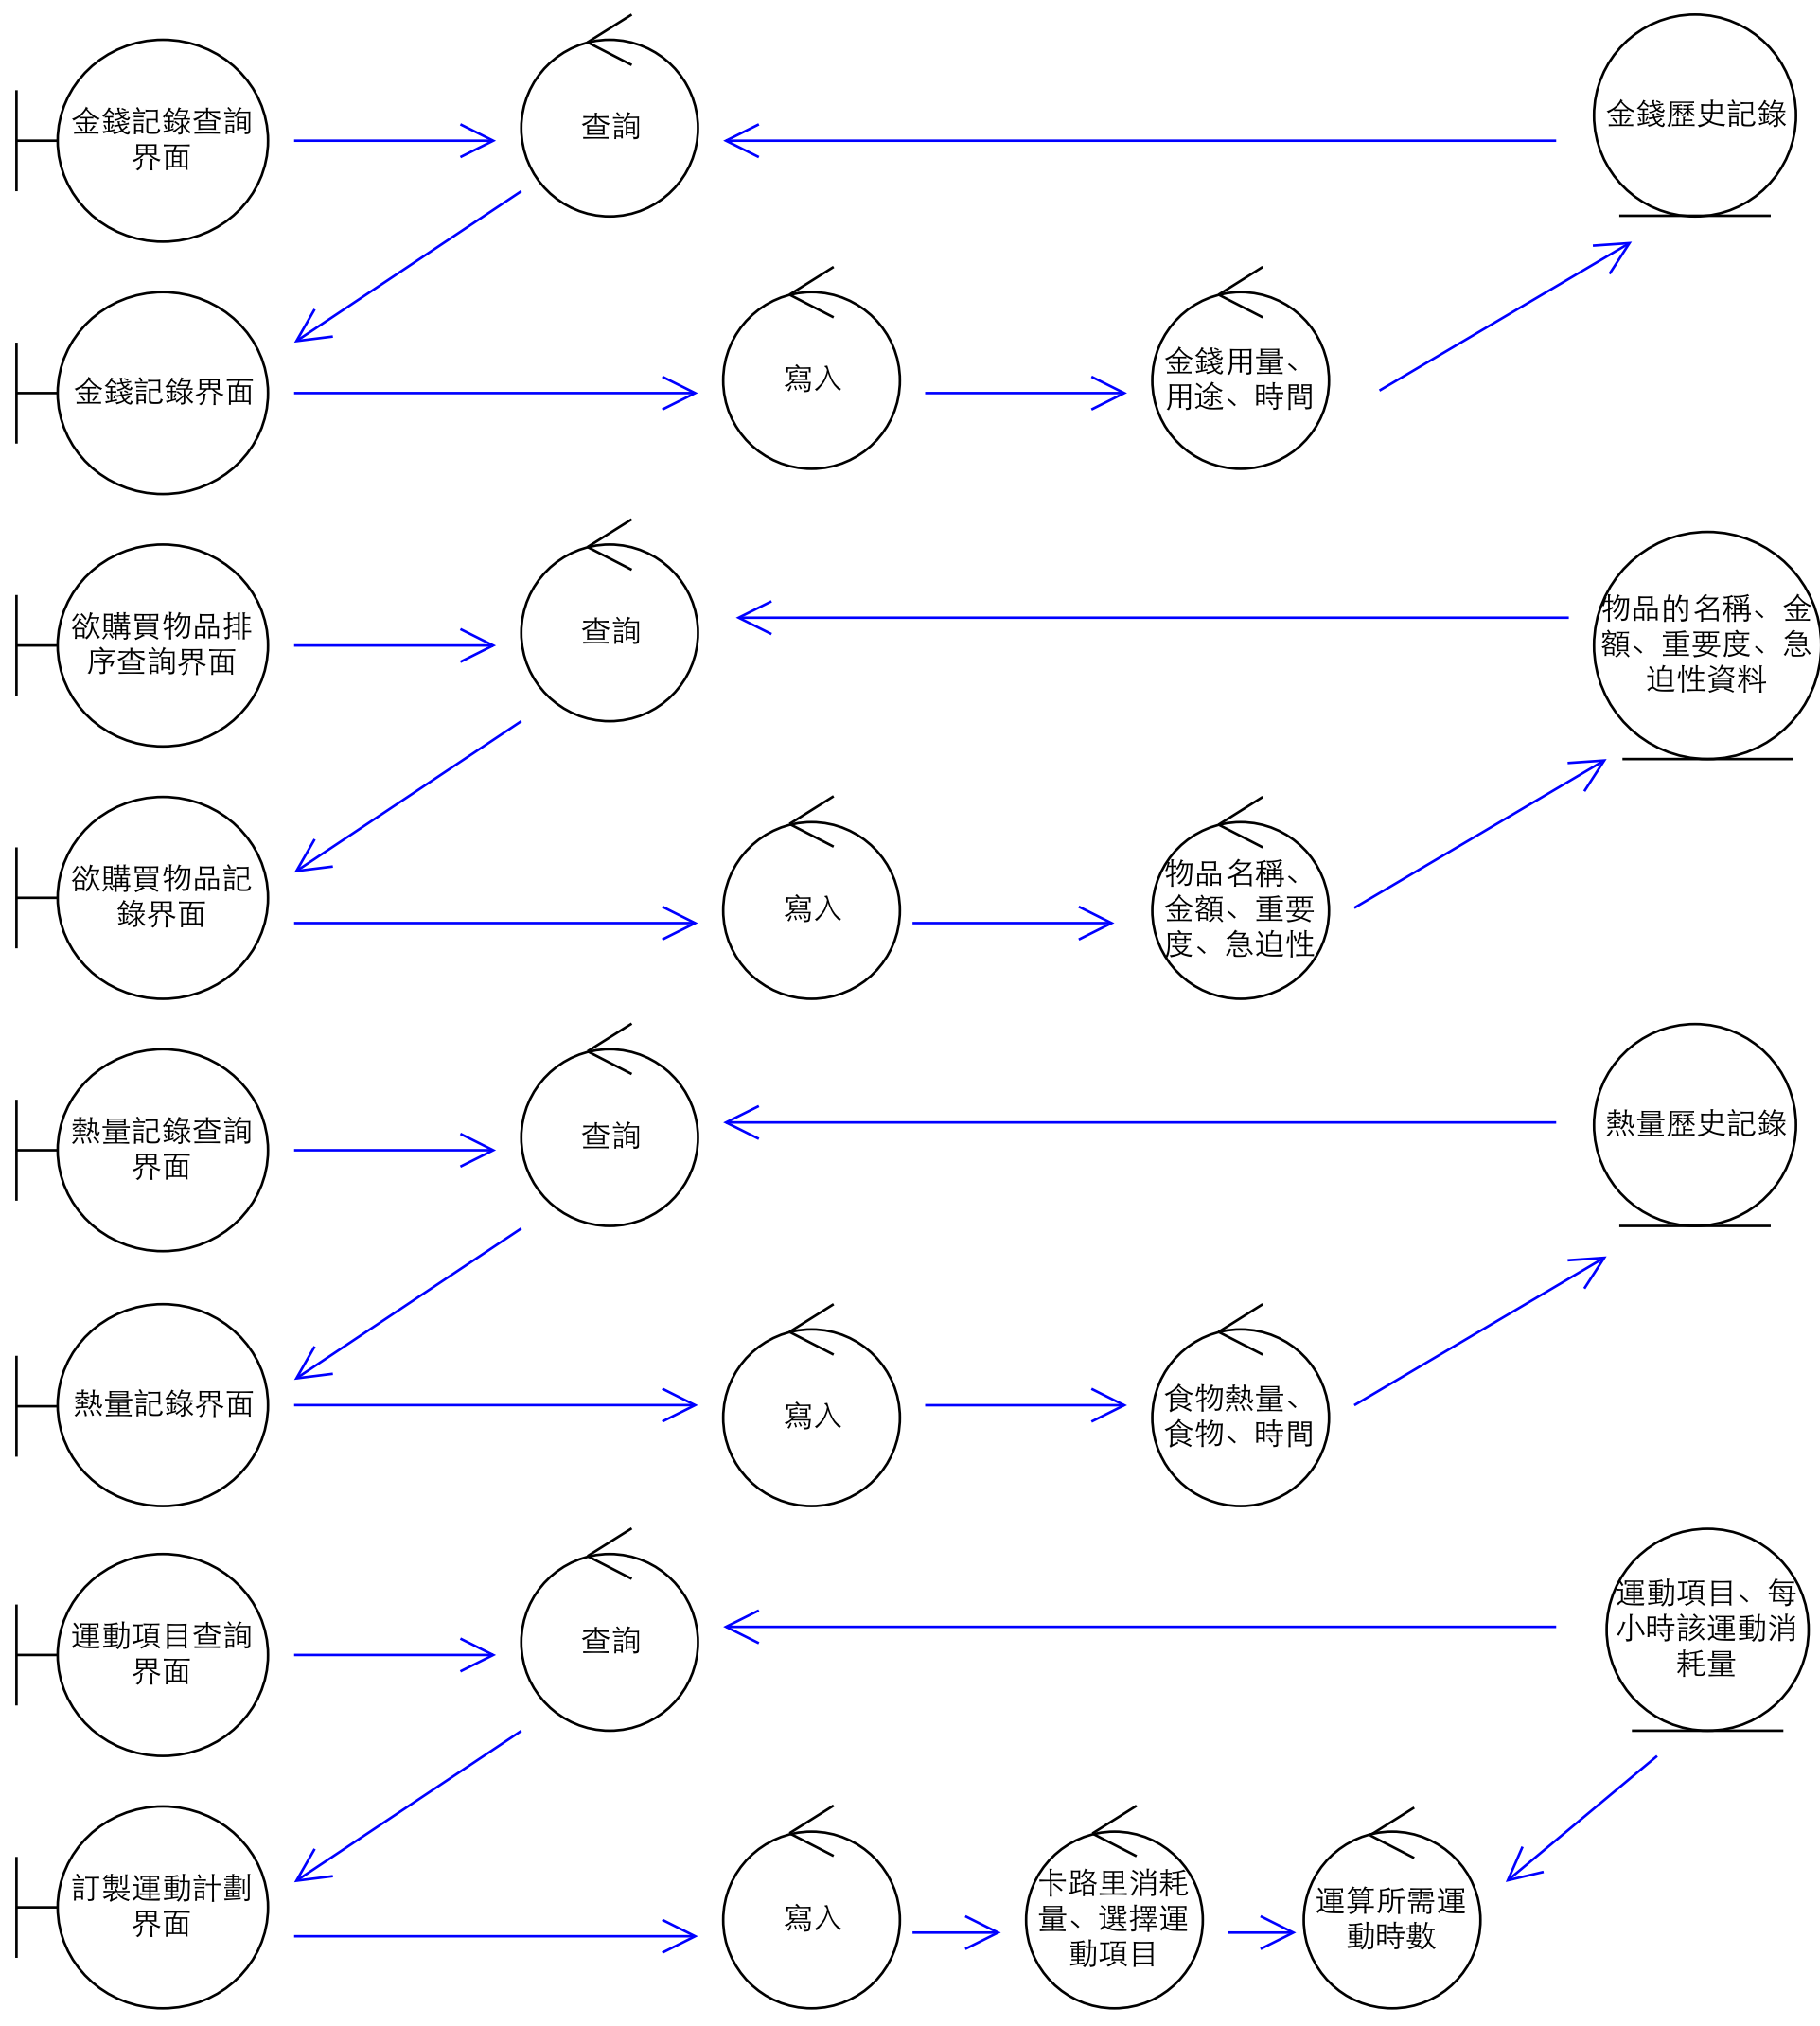 金錢記錄查詢
界面
查詢
金錢歷史記錄
金錢記錄界面
寫入
金錢用量、
用途、時間
欲購買物品排
序查詢界面
查詢
物品的名稱、金
額、重要度、急
迫性資料
欲購買物品記
錄界面
寫入
物品名稱、
金額、重要
度、急迫性
熱量記錄查詢
界面
查詢
熱量歷史記錄
熱量記錄界面
寫入
食物熱量、
食物、時間
運動項目查詢
界面
查詢
運動項目、每
小時該運動消
耗量
訂製運動計劃
界面
寫入
卡路里消耗
量、選擇運
動項目
運算所需運
動時數